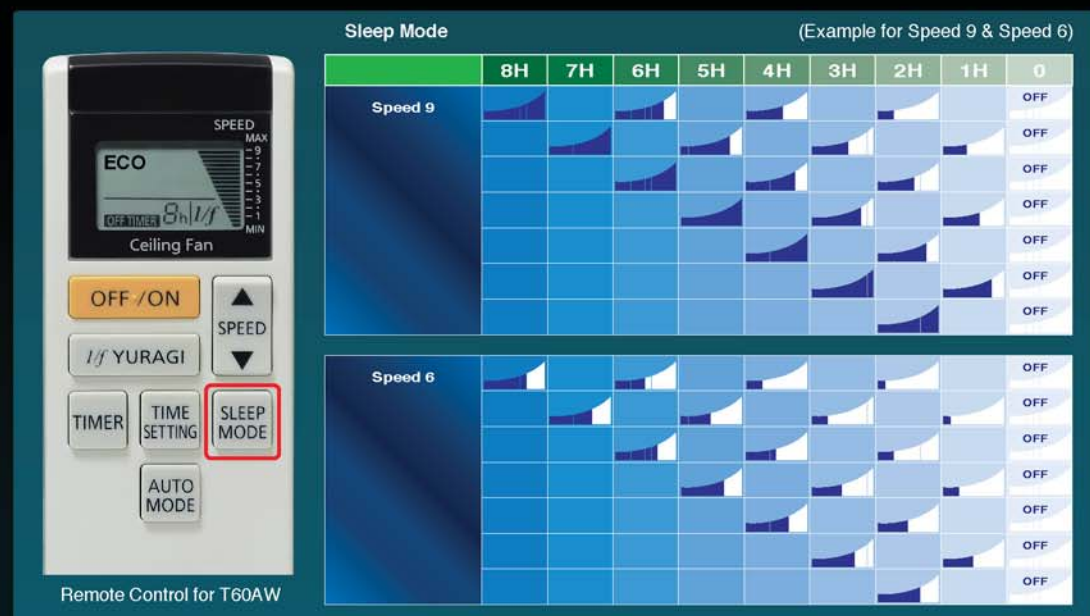 Sleep Mode
(Example for Speed 9 & Speed 6)
8H 7H 6H 5H 4H 3H 2H 1H 0
Speed 9
OFF
OFF
OFF
OFF
OFF
OFF
OFF
Speed 6
OFF
OFF
OFF
OFF
OFF
OFF
OFF
SPEED
MAX
ECO
9
7
5
3
1
OFF TIMER 8h 1/f
MIN
Ceiling Fan
OFF·/ON
SPEED
1/f YURAGI
TIMER
TIME
SETTING
SLEEP
MODE
AUTO
MODE
Remote Control for T60AW